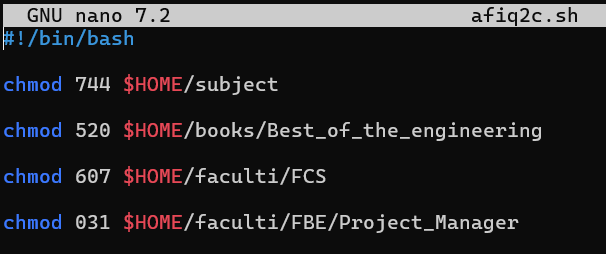 GNU nano 7.2 afiq2c.sh
#!/bin/bash
chmod 744 $HOME/subject
chmod 520 $HOME/books/Best_of_the_engineering
chmod 607 $HOME/faculti/FCS
chmod 031 $HOME/faculti/FBE/Project_Manager